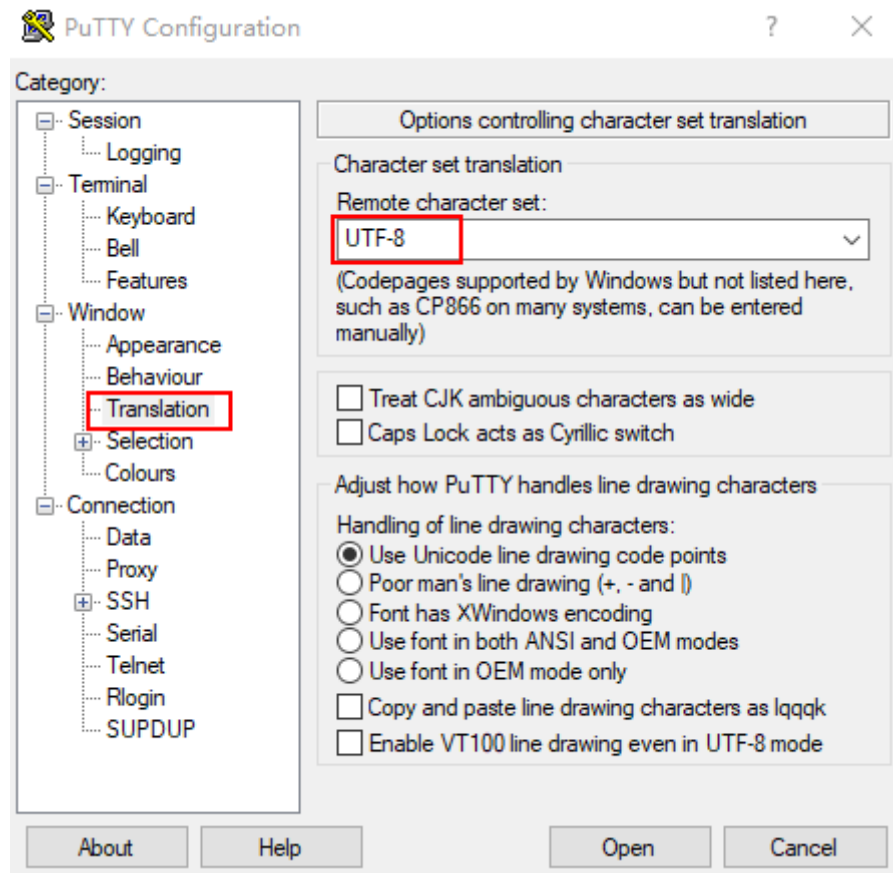 PuTTY Configuration
?
Category:
Session
Logging
Terminal
Keyboard
Bell
Features
Window
Appearance
Behaviour
Translation
Selection
Colours
Connection
Data
Proxy
SSH
Serial
Telnet
Rlogin
SUPDUP
Options controlling character set translation
Character set translation
Remote character set:
UTF-8
(Codepages supported by Windows but not listed here,
such as CP866 on many systems, can be entered
manually)
Treat CJK ambiguous characters as wide
Caps Lock acts as Cyrillic switch
Adjust how PuTTY handles line drawing characters
Handling of line drawing characters:
Use Unicode line drawing code points
Poor man's line drawing (+, - and |)
Font has XWindows encoding
Use font in both ANSI and OEM modes
Use font in OEM mode only
Copy and paste line drawing characters as lqqqk
Enable VT100 line drawing even in UTF-8 mode
About
Help
Open
Cancel